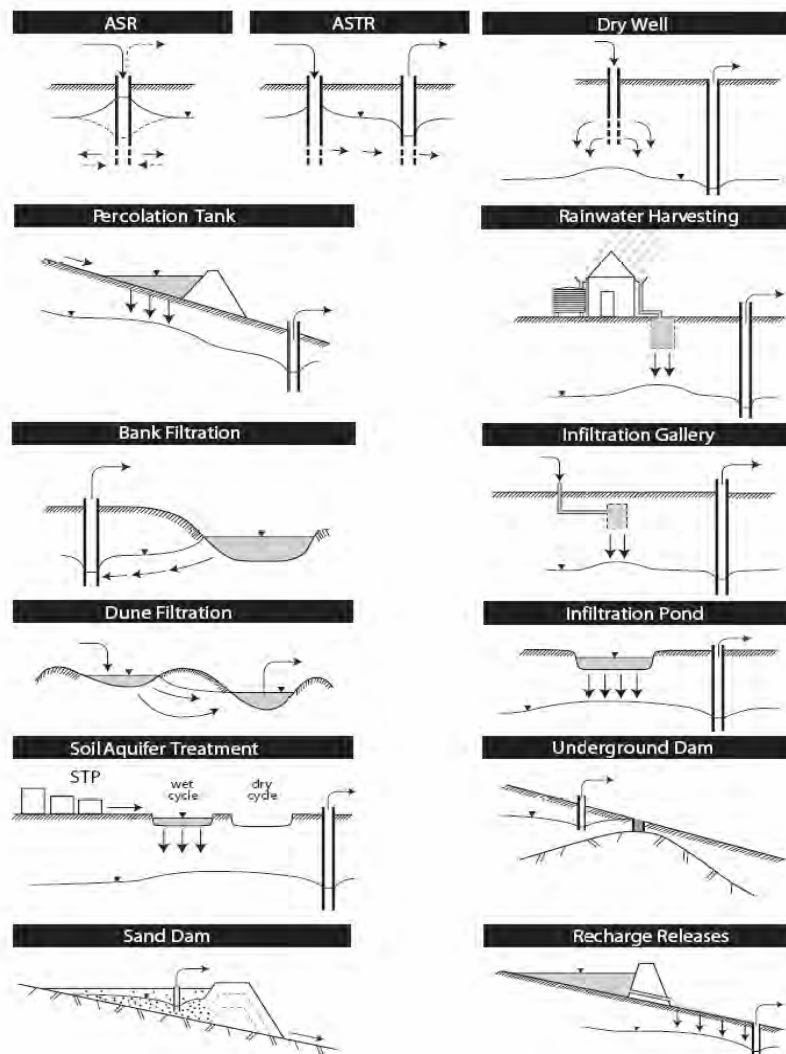 ASR
ASTR
Dry Well
Percolation Tank
Rainwater Harvesting
Bank Filtration
Infiltration Gallery
Dune Filtration
Infiltration Pond
Soil Aquifer Treatment
STP
wet
cycle
dry
cycle
Underground Dam
Sand Dam
Recharge Releases